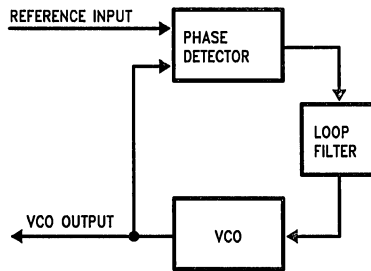 REFERENCE INPUT
PHASE
DETECTOR
LOOP
FILTER
VCO OUTPUT
VCO